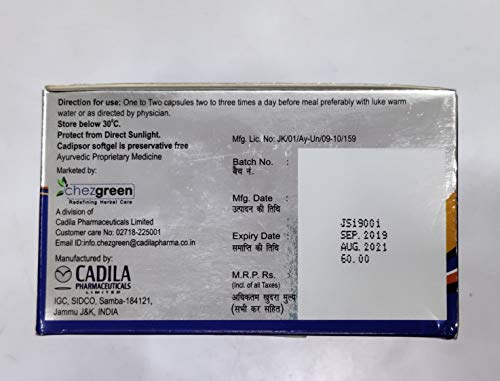 Direction for use: One to Two capsules two to three times a day before meal preferably with luke warm
water or as directed by physician.
Store below 30°C.
Protect from Direct Sunlight.
Cadipsor softgel is preservative free
Ayurvedic Proprietary Medicine
Marketed by:
chezgreen
Redefining Herbal Care
A division of
Cadila Pharmaceuticals Limited
Customer care no: 02718-225001
Email ID:info.chezgreen@cadilapharma.co.in
Manufactured by:
CADILA
PHARMACEUTICALS
LIMITED
IGC, SIDCO, Samba-184121,
Jammu J&K, INDIA
Mfg. Lic. No: JK/01/Ay-Un/09-10/159
Batch No. :
बैच नं.
Mfg. Date :
उत्पादन की तिथि
Expiry Date :
समाप्ति की तिथि
M.R.P. Rs. :
(Incl. of all Taxes)
अधिकतम खुदरा मूल्य
(सभी कर सहित)
JSi9001
SEP. 2019
AUG. 2021
60.00